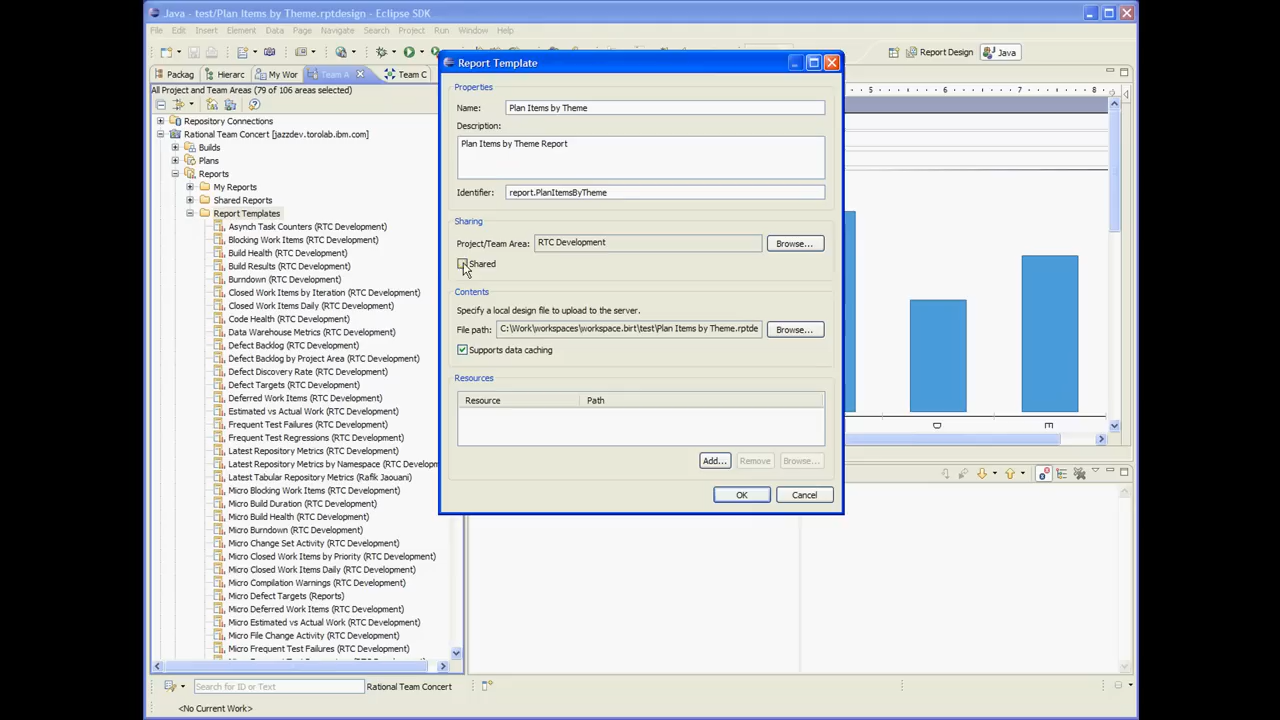 Java - test/Plan Items by Theme.rptdesign - Eclipse SDK
File Edit Insert Element Data Page Navigate Search Project Run Window Help
Report Design Java
Packag Hierarc My Wor Team A Team C
All Project and Team Areas (79 of 106 areas selected)
Repository Connections
Rational Team Concert [jazzdev.torolab.ibm.com]
Builds
Plans
Reports
My Reports
Shared Reports
Report Templates
Asynch Task Counters (RTC Development)
Blocking Work Items (RTC Development)
Build Health (RTC Development)
Build Results (RTC Development)
Burndown (RTC Development)
Closed Work Items by Iteration (RTC Development)
Closed Work Items Daily (RTC Development)
Code Health (RTC Development)
Data Warehouse Metrics (RTC Development)
Defect Backlog (RTC Development)
Defect Backlog by Project Area (RTC Development)
Defect Discovery Rate (RTC Development)
Defect Targets (RTC Development)
Deferred Work Items (RTC Development)
Estimated vs Actual Work (RTC Development)
Frequent Test Failures (RTC Development)
Frequent Test Regressions (RTC Development)
Latest Repository Metrics (RTC Development)
Latest Repository Metrics by Namespace (RTC Developm
Latest Tabular Repository Metrics (Rafik Jaouani)
Micro Blocking Work Items (RTC Development)
Micro Build Duration (RTC Development)
Micro Build Health (RTC Development)
Micro Burndown (RTC Development)
Micro Change Set Activity (RTC Development)
Micro Closed Work Items by Priority (RTC Development)
Micro Closed Work Items Daily (RTC Development)
Micro Compilation Warnings (RTC Development)
Micro Defect Targets (Reports)
Micro Deferred Work Items (RTC Development)
Micro Estimated vs Actual Work (RTC Development)
Micro File Change Activity (RTC Development)
Micro Frequent Test Failures (RTC Development)
Report Template
Properties
Name: Plan Items by Theme
Description:
Plan Items by Theme Report
Identifier: report.PlanItemsByTheme
Sharing
Project/Team Area: RTC Development Browse...
Shared
Contents
Specify a local design file to upload to the server.
File path: C:\Work\workspaces\workspace.birt\test\Plan Items by Theme.rptde Browse...
Supports data caching
Resources
Resource Path
Add... Remove Browse...
OK Cancel
5 6 7 8
D E
Search for ID or Text Rational Team Concert
<No Current Work>